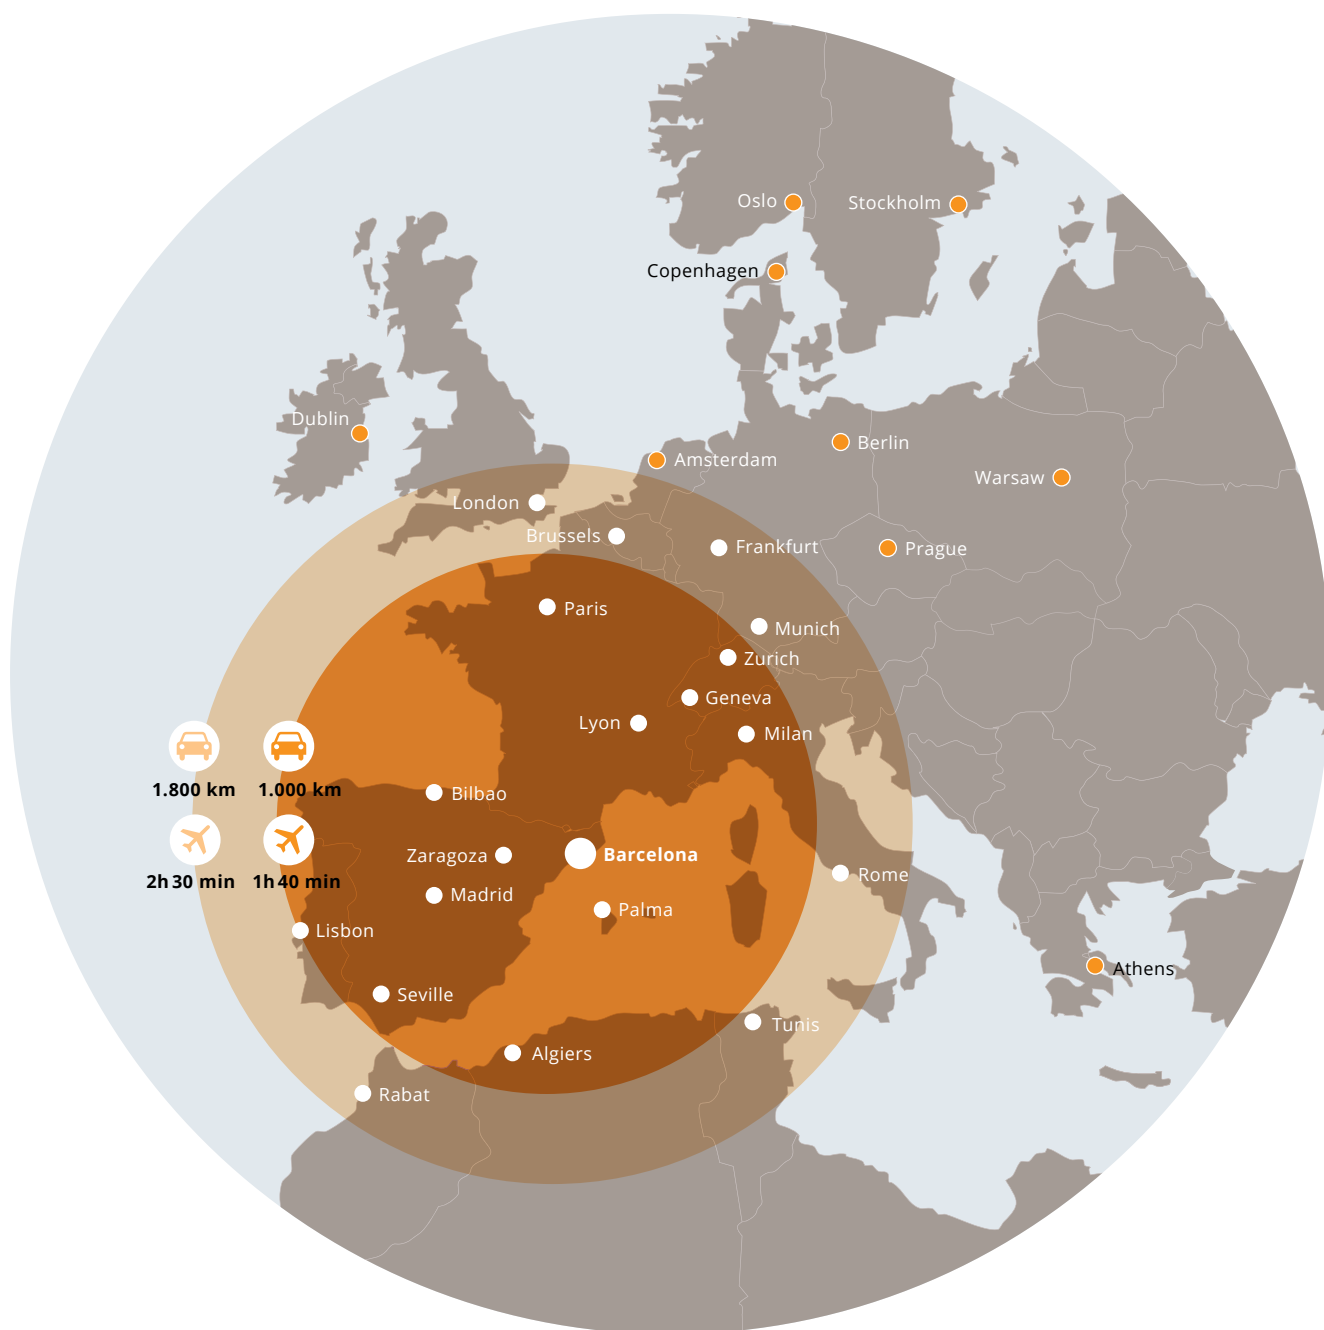 Oslo
Stockholm
Copenhagen
Dublin
Berlin
Amsterdam
Warsaw
London
Brussels
Frankfurt
Prague
Paris
Munich
Zurich
Geneva
Lyon
Milan
1.800 km
1.000 km
Bilbao
Zaragoza
Barcelona
2h 30 min
1h 40 min
Rome
Madrid
Palma
Lisbon
Athens
Seville
Tunis
Algiers
Rabat